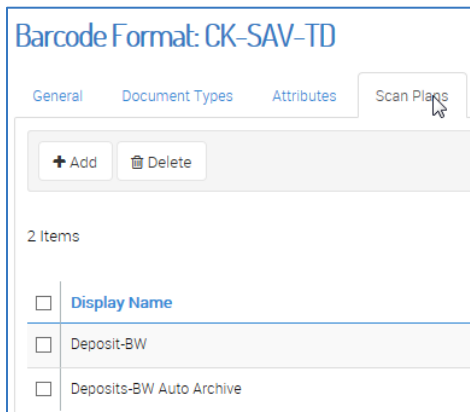 Barcode Format: CK-SAV-TD
General Document Types Attributes Scan Plans
Add Delete
2 Items
Display Name
Deposit-BW
Deposits-BW Auto Archive